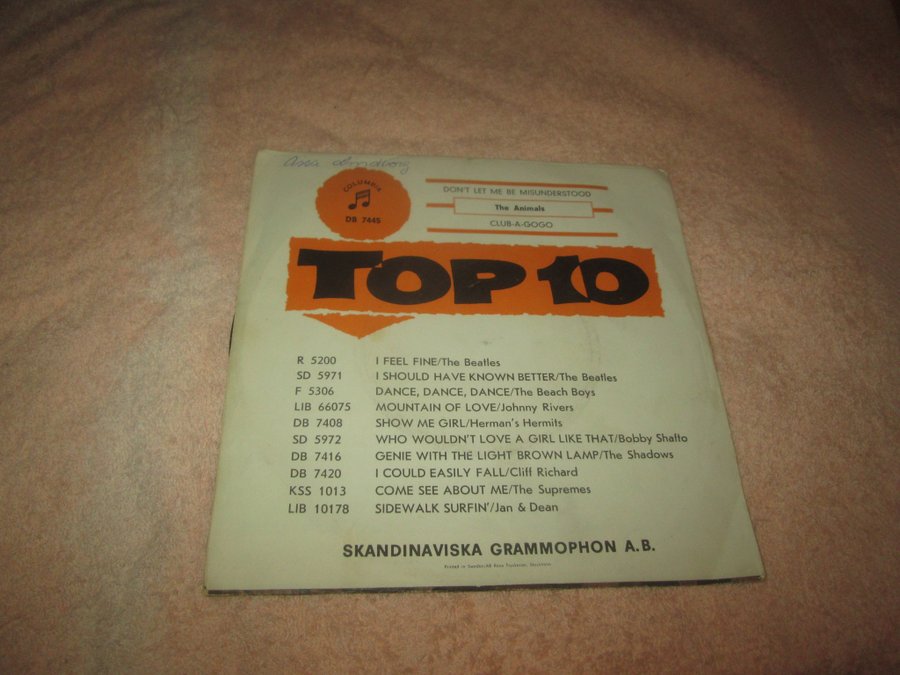 COLUMBIA
DB 7445
DON'T LET ME BE MISUNDERSTOOD
The Animals
CLUB-A-GOGO
TOP 10
R 5200 I FEEL FINE/The Beatles
SD 5971 I SHOULD HAVE KNOWN BETTER/The Beatles
F 5306 DANCE, DANCE, DANCE/The Beach Boys
LIB 66075 MOUNTAIN OF LOVE/Johnny Rivers
DB 7408 SHOW ME GIRL/Herman's Hermits
SD 5972 WHO WOULDN'T LOVE A GIRL LIKE THAT/Bobby Shafto
DB 7416 GENIE WITH THE LIGHT BROWN LAMP/The Shadows
DB 7420 I COULD EASILY FALL/Cliff Richard
KSS 1013 COME SEE ABOUT ME/The Supremes
LIB 10178 SIDEWALK SURFIN'/Jan & Dean
SKANDINAVISKA GRAMMOPHON A.B.
Printed in Sweden